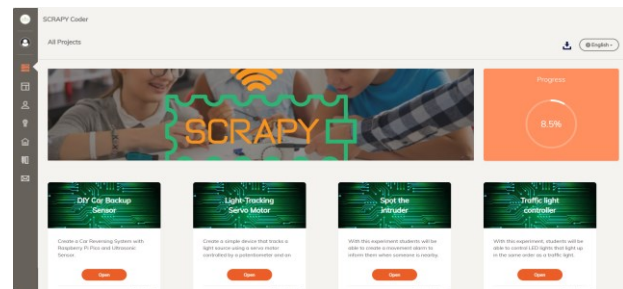 SCRAPY Coder
All Projects
English
SCRAPY
Progress
8.5%
DIY Car Backup
Sensor
Light-Tracking
Servo Motor
Spot the
intruder
Traffic light
controller
Create a Car Reversing System with
Raspberry Pi Pico and Ultrasonic
Sensor.
Create a simple device that tracks a
light source using a servo motor
controlled by a potentiometer and an
With this experiment students will be
able to create a movement alarm to
inform them when someone is nearby.
With this experiment, students will be
able to control LED lights that light up
in the same order as a traffic light.
Open
Open
Open
Open